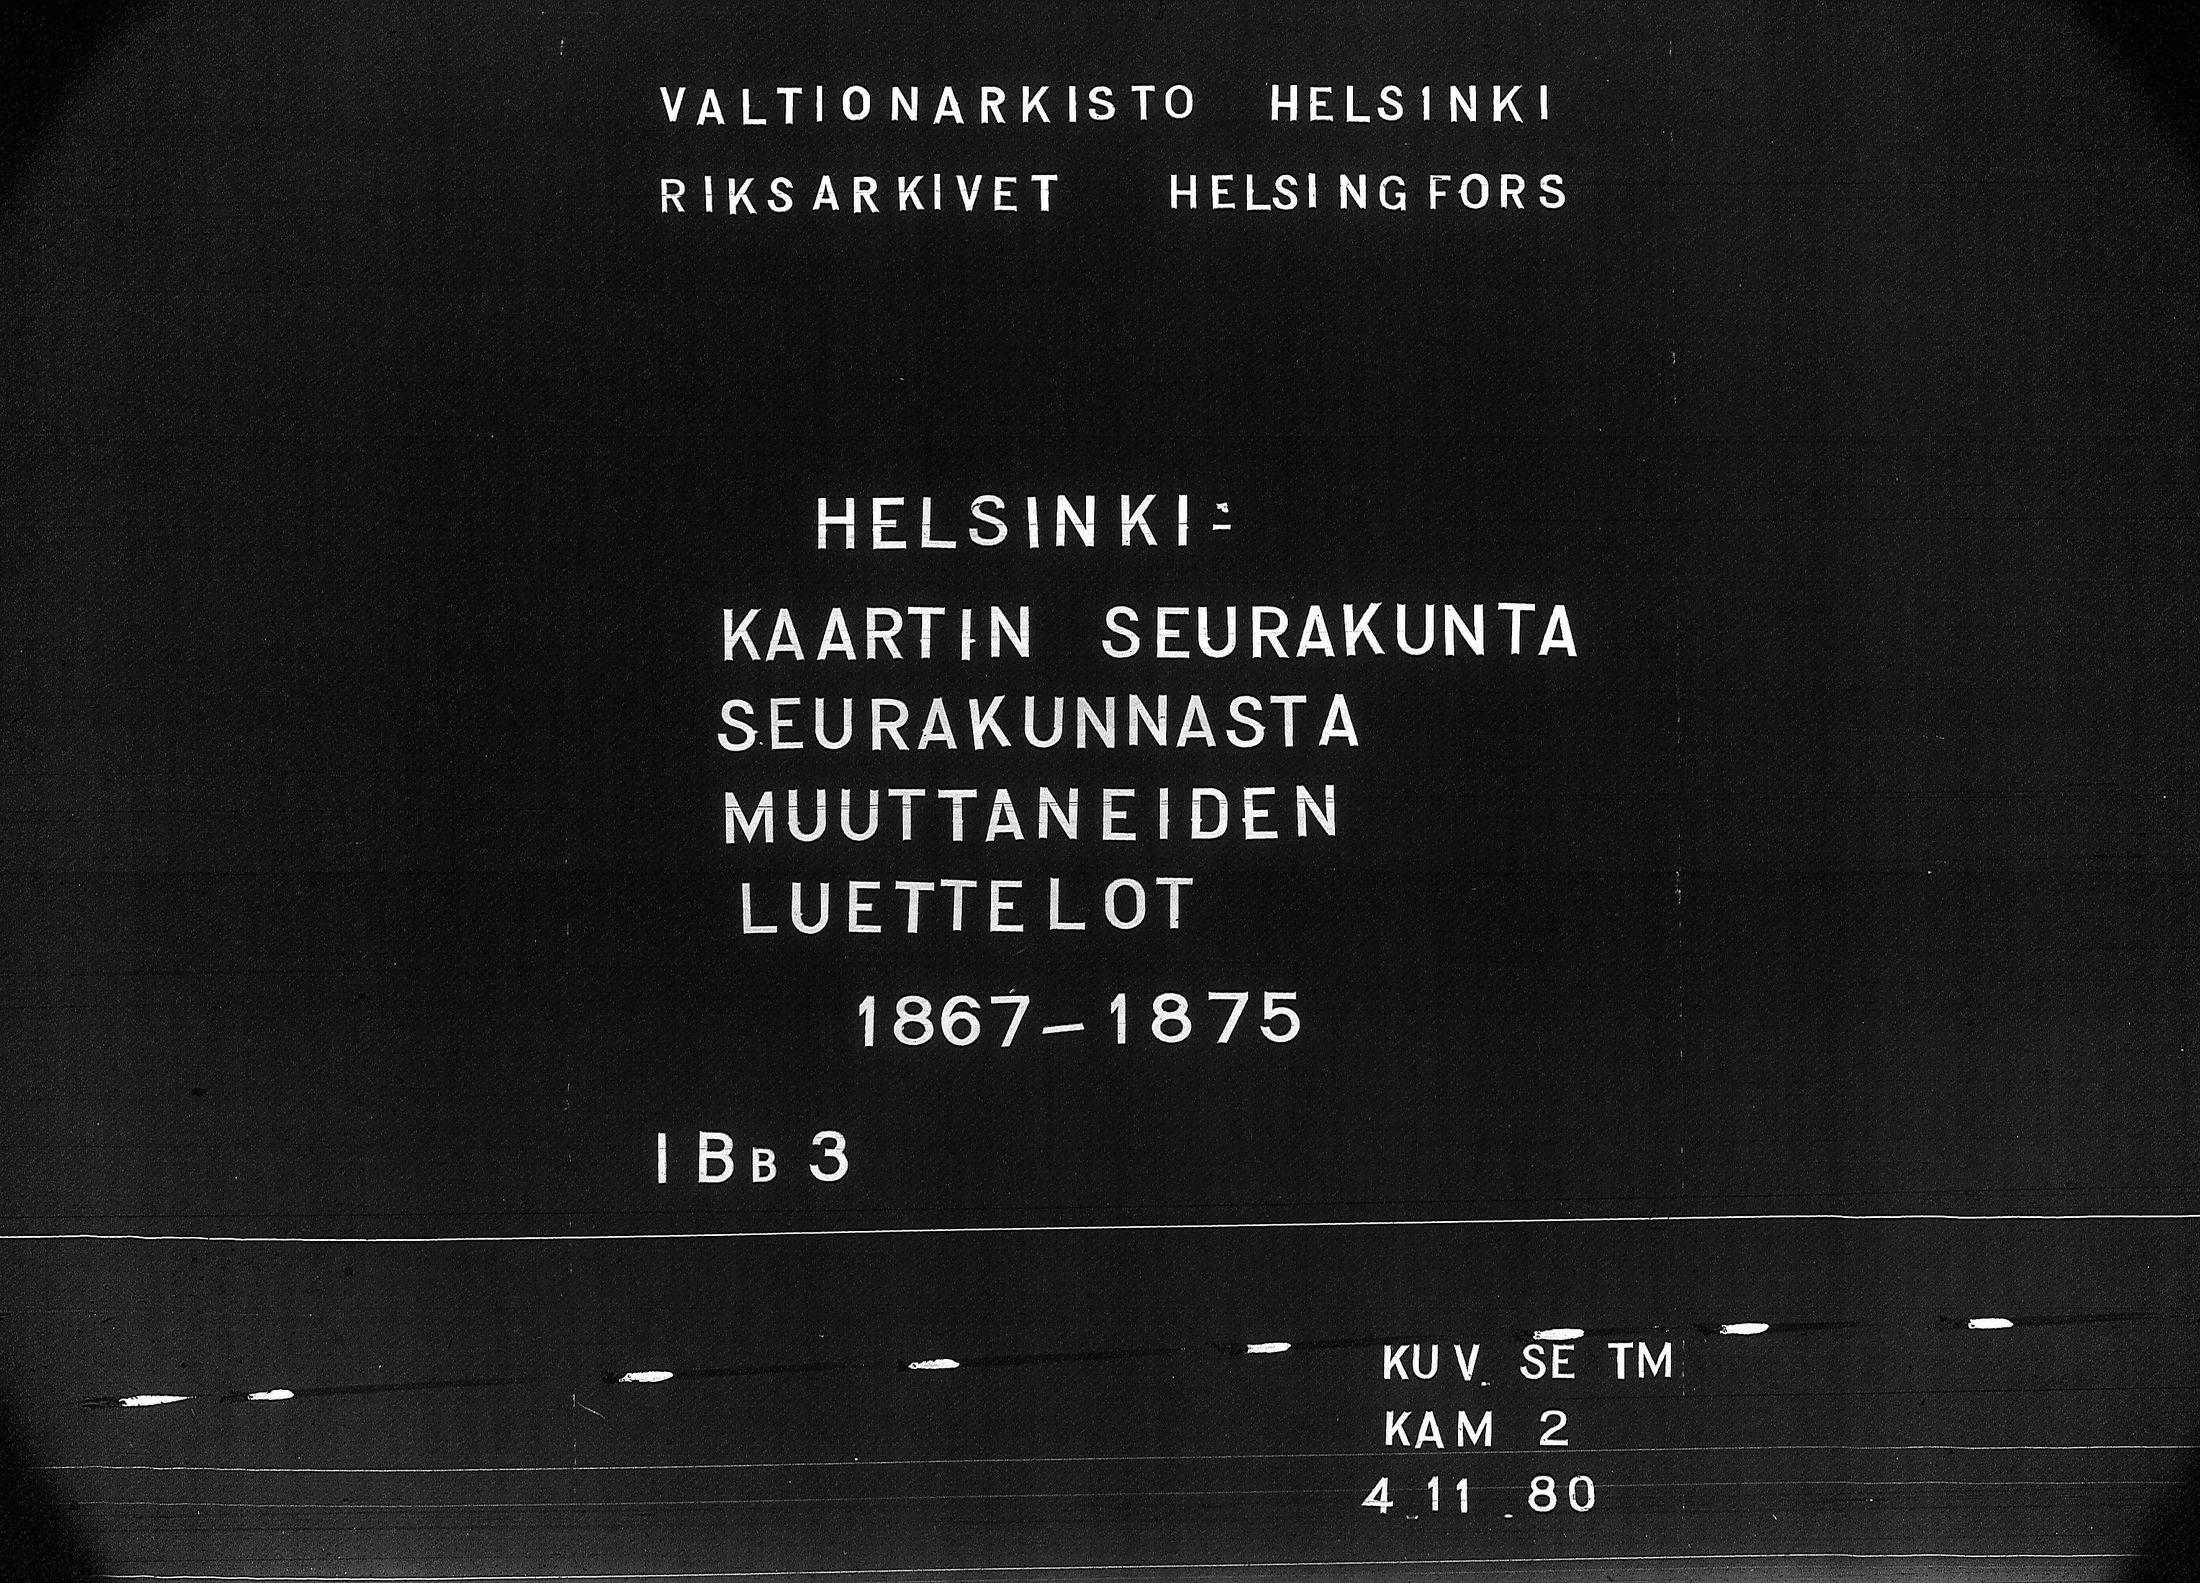 VALTIONARKISTO HELSINKI
RIKSARKIVET HELSINGFORS
HELSINKI:
KAARTIN SEURAKUNTA
SEURAKUNNASTA
MUUTTANEIDEN
LUETTELOT
1867–1875
I BB 3
KUV. SE TM
KAM 2
4.11.80